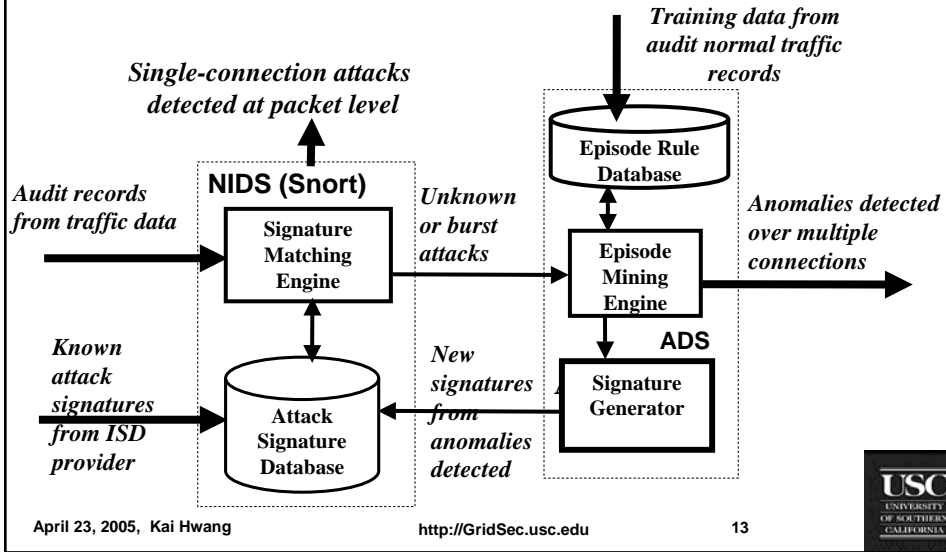 Training data from
audit normal traffic
records
Single-connection attacks
detected at packet level
Episode Rule
Database
NIDS (Snort)
Audit records
from traffic data
Signature
Matching
Engine
Unknown
or burst
attacks
Episode
Mining
Engine
Anomalies detected
over multiple
connections
ADS
Known
attack
signatures
from ISD
provider
Attack
Signature
Database
New
signatures
from
anomalies
detected
Signature
Generator
April 23, 2005, Kai Hwang
http://GridSec.usc.edu
13
USC
UNIVERSITY
OF SOUTHERN
CALIFORNIA